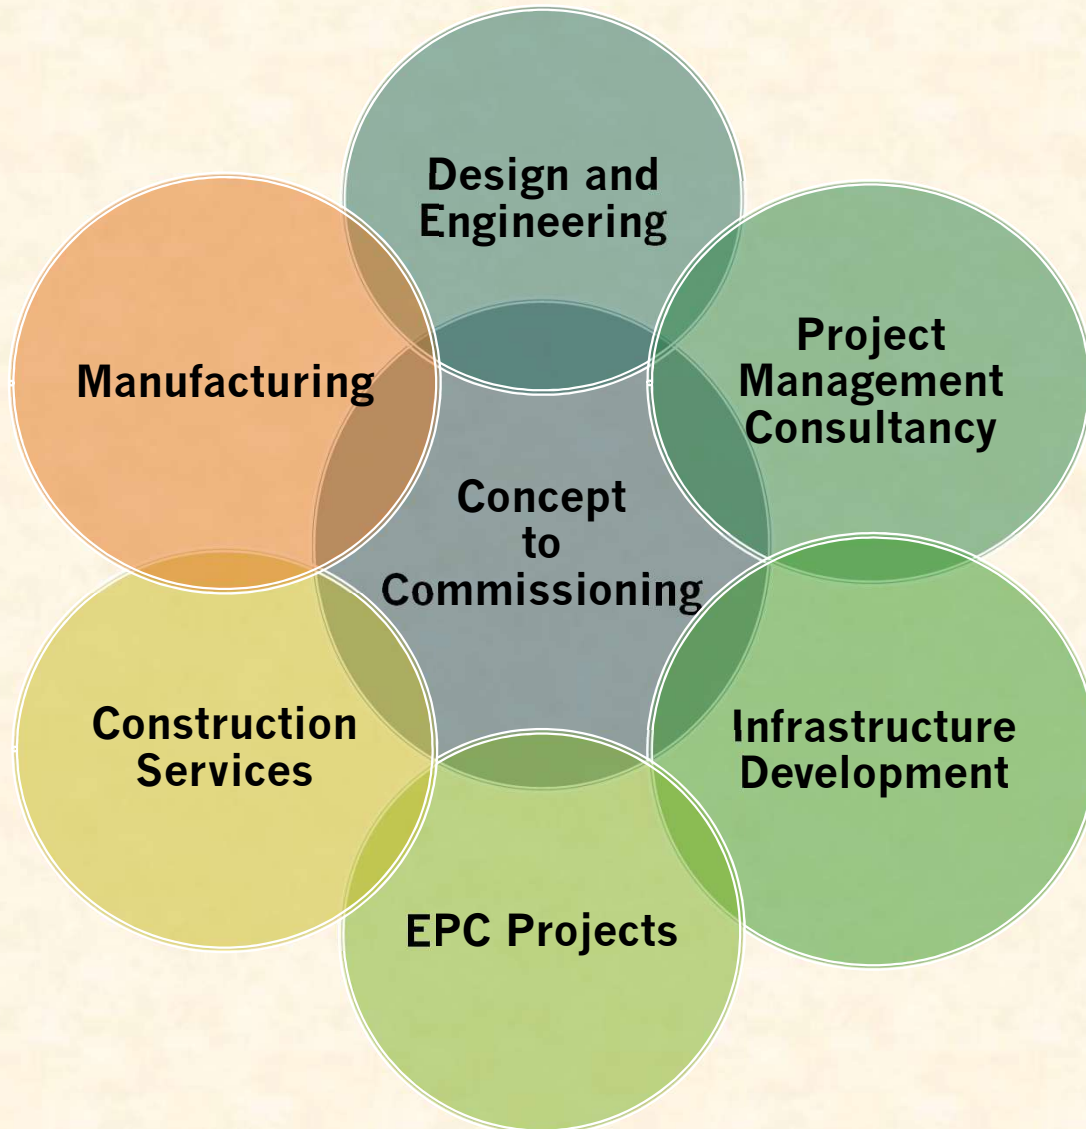 Design and
Engineering
Project
Management
Consultancy
Manufacturing
Concept
to
Commissioning
Infrastructure
Development
Construction
Services
EPC Projects